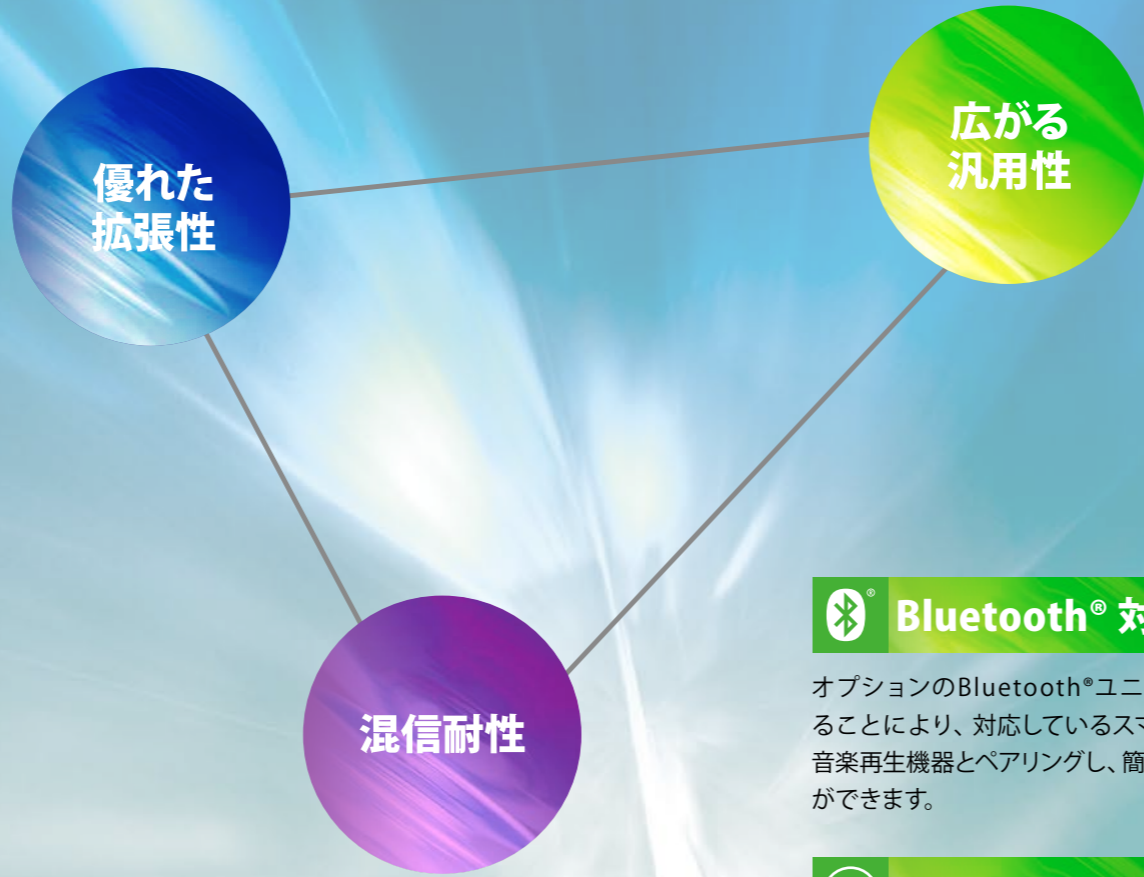 優れた
拡張性
広がる
汎用性
混信耐性
Bluetooth® 対
オプションのBluetooth®ユニ
ることにより、対応しているスマ
音楽再生機器とペアリングし、簡
ができます。